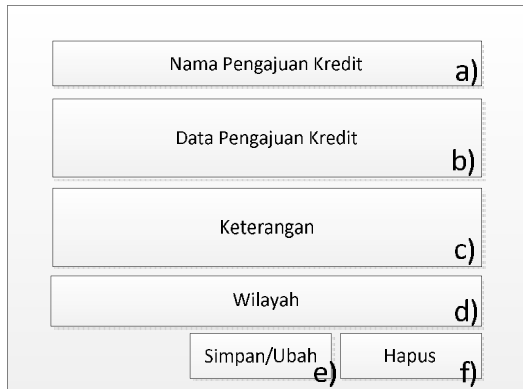 Nama Pengajuan Kredit
a)
Data Pengajuan Kredit
b)
Keterangan
c)
Wilayah
d)
Simpan/Ubah
e)
Hapus
f)